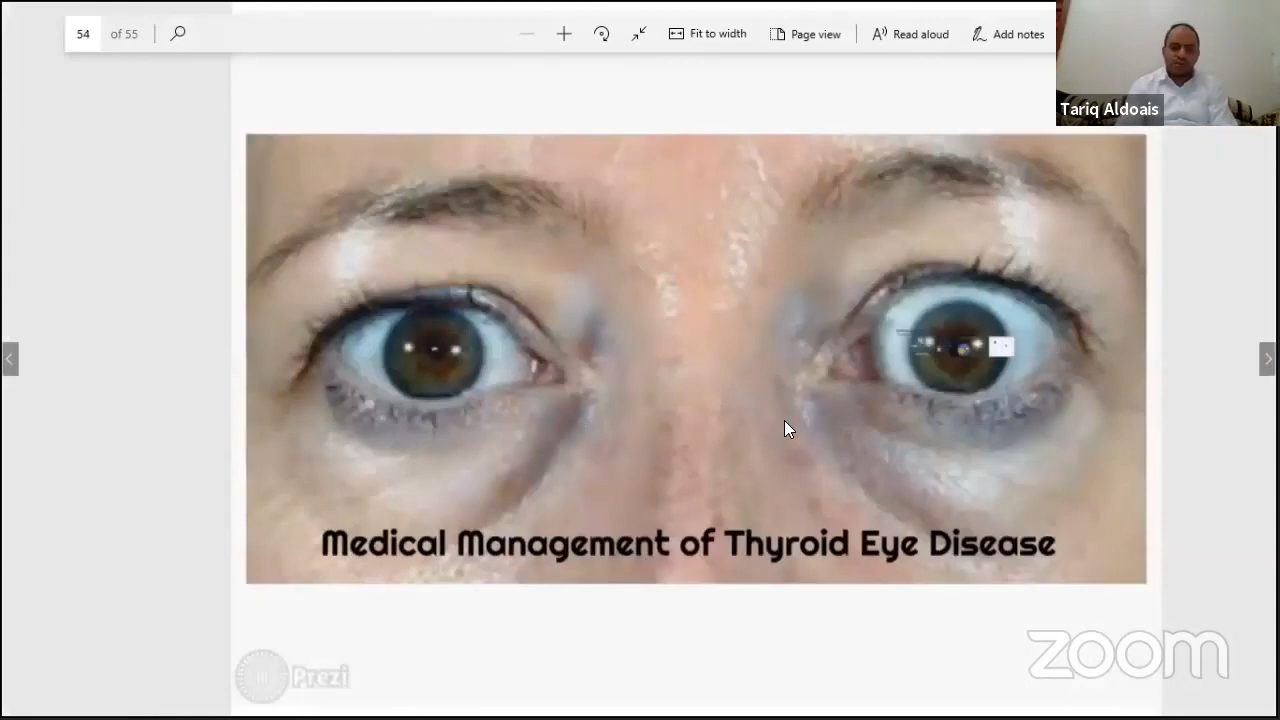 54 of 55
Fit to width
Page view
Read aloud
Add notes
Tariq Aldoais
Medical Management of Thyroid Eye Disease
Prezi
zoom